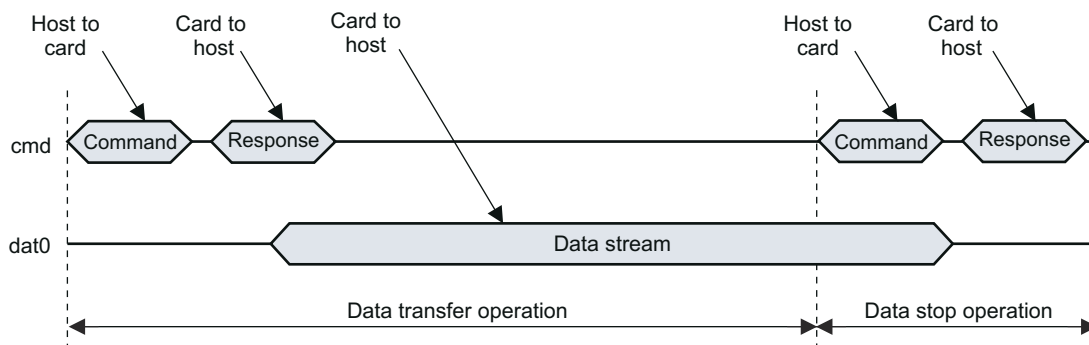 Host to
card
Card to
host
Card to
host
Host to
card
Card to
host
cmd
Command
Response
Command
Response
dat0
Data stream
Data transfer operation
Data stop operation